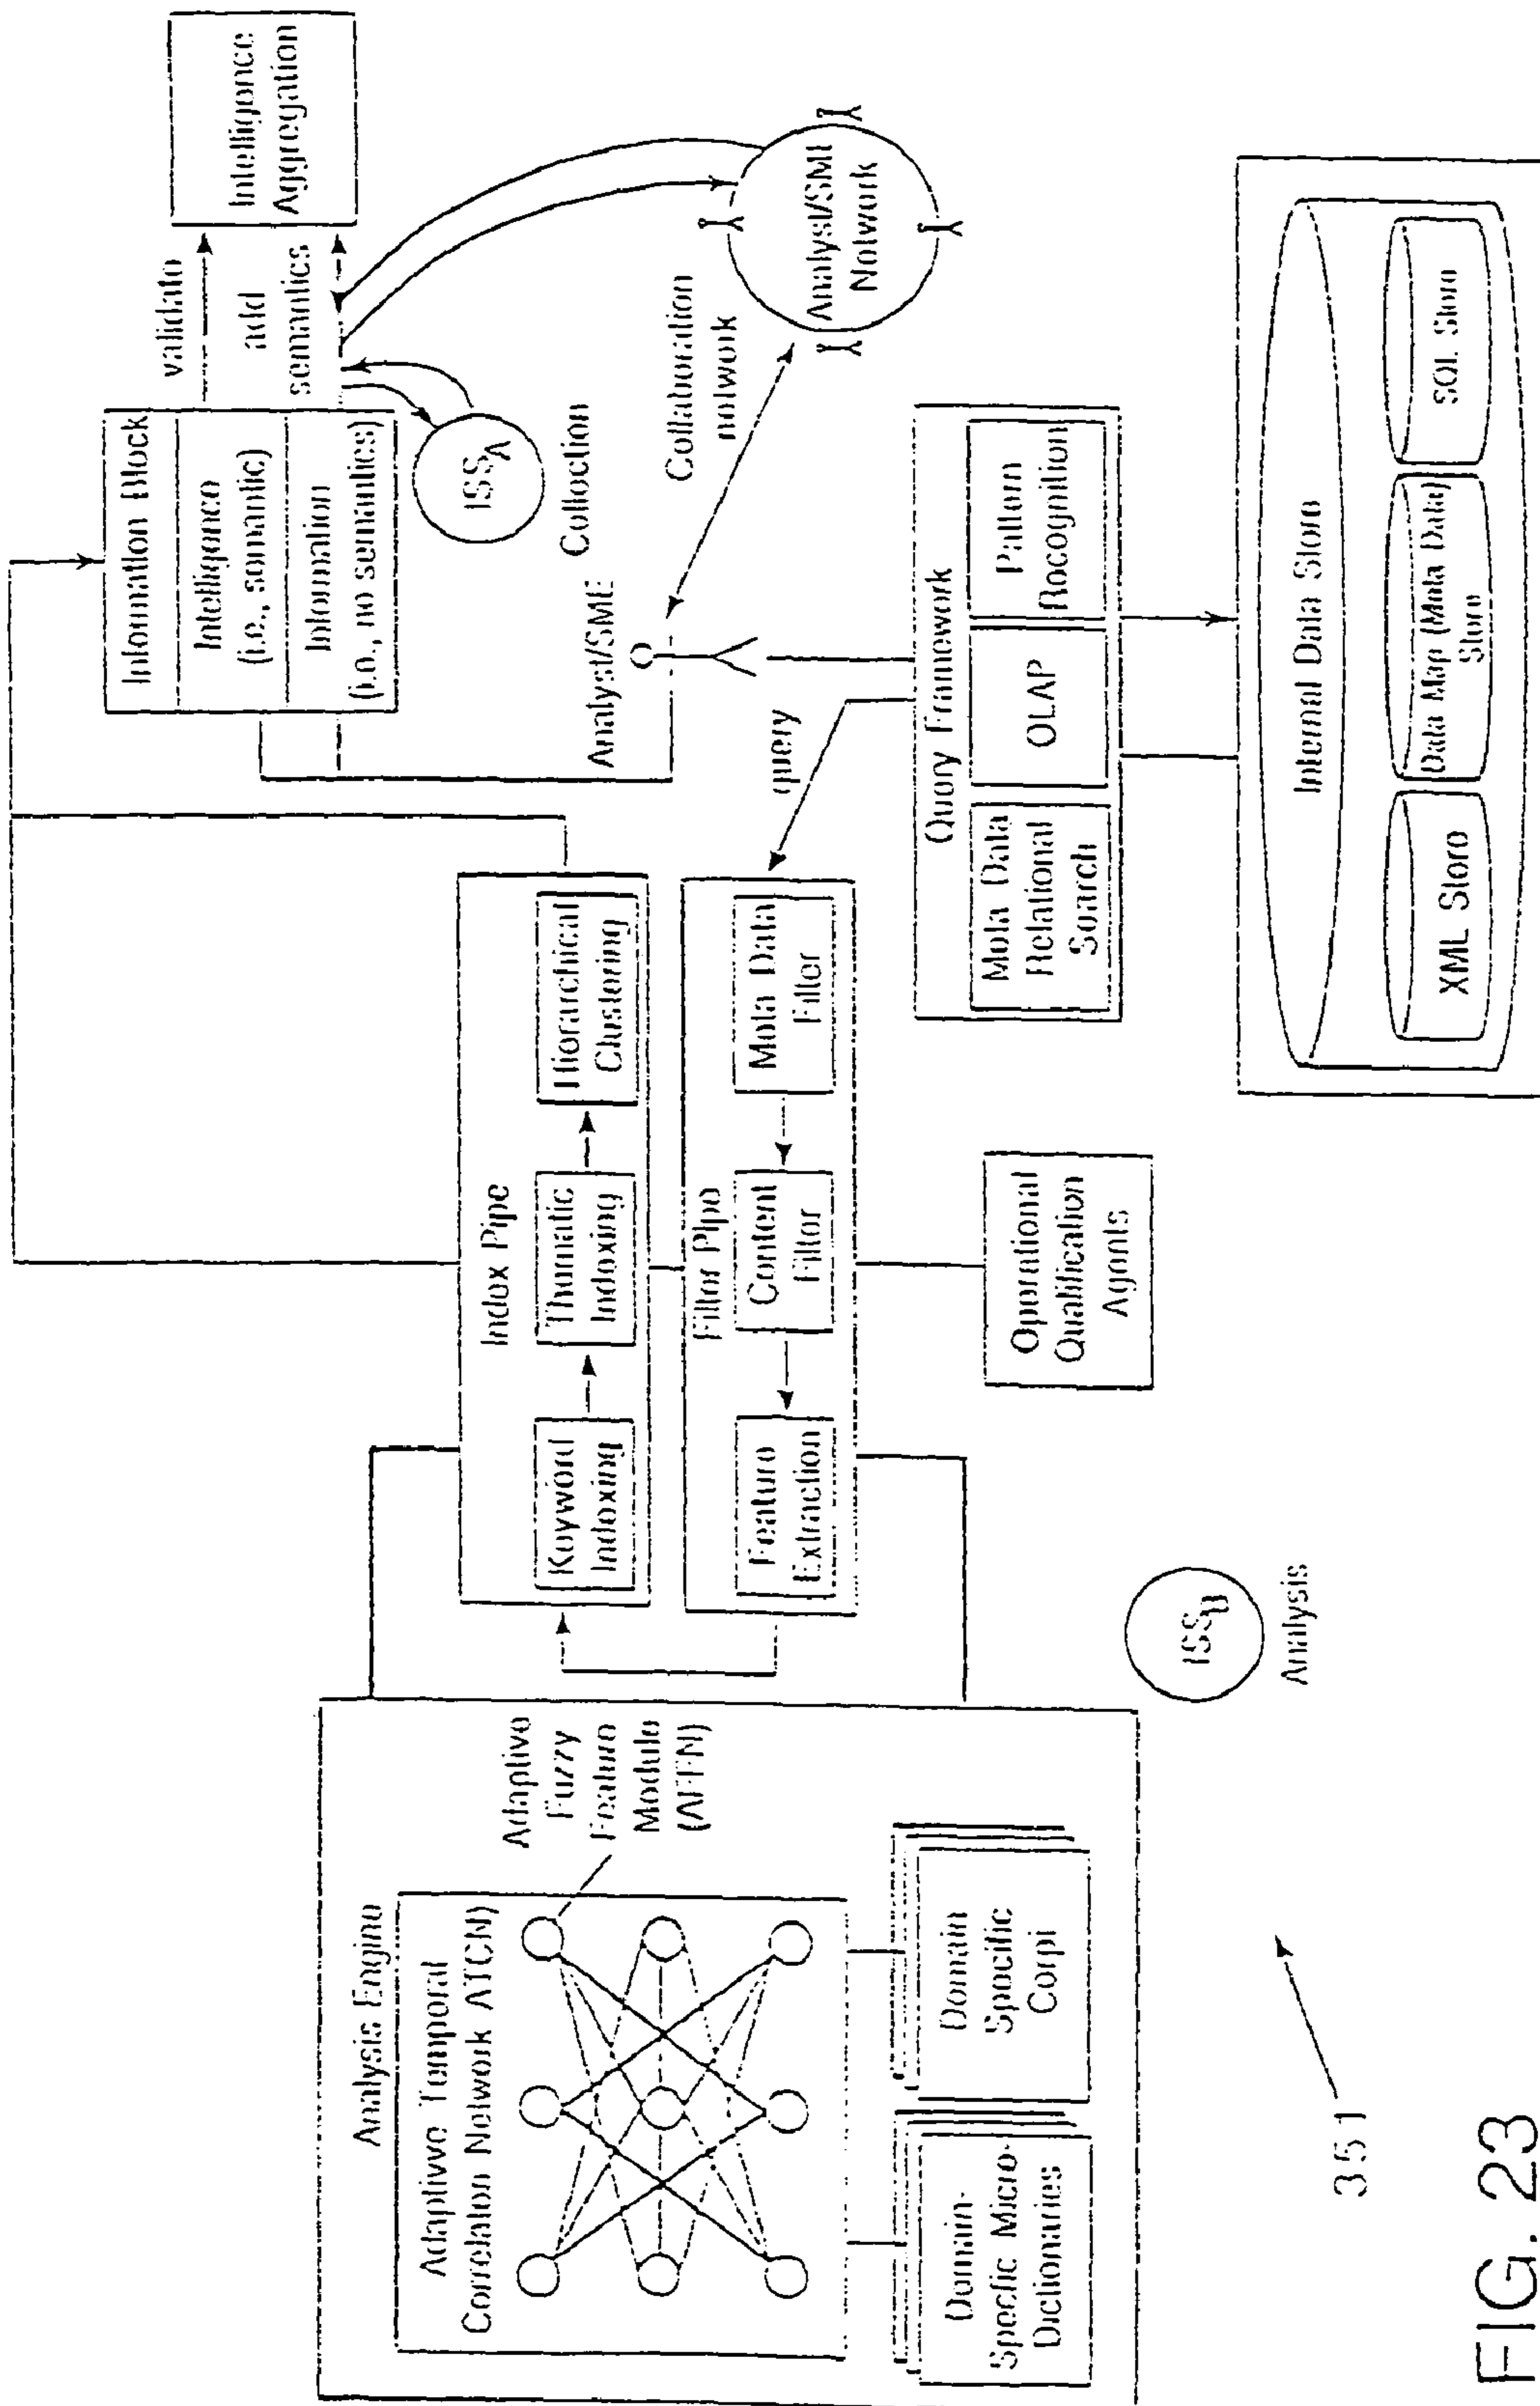 Analysis Engine
Adaptive Temporal
Correlaton Network ATCN)
Adaptive
Fuzzy
Feature
Module
(AFFN)
Domain-
Specific Micro-
Dictionaries
Domain
Specific
Corpi
Index Pipe
Keyword
Indexing
Thematic
Indexing
Hierarchical
Clustering
Filter Pipe
Feature
Extraction
Content
Filter
Meta Data
Filter
Operational
Qualification
Agents
ISSB
Analysis
Information Block
Intelligence
(i.e., semantic)
Information
(i.e., no semantics)
validate
add
semantics
Intelligence
Aggregation
ISSA
Collection
Analyst/SME
Collaboration
network
Analyst/SME
Network
query
Query Framework
Meta Data
Relational
Search
OLAP
Pattern
Recognition
Internal Data Store
XML Store
Data Map (Meta Data)
Store
SQL Store
351
FIG. 23